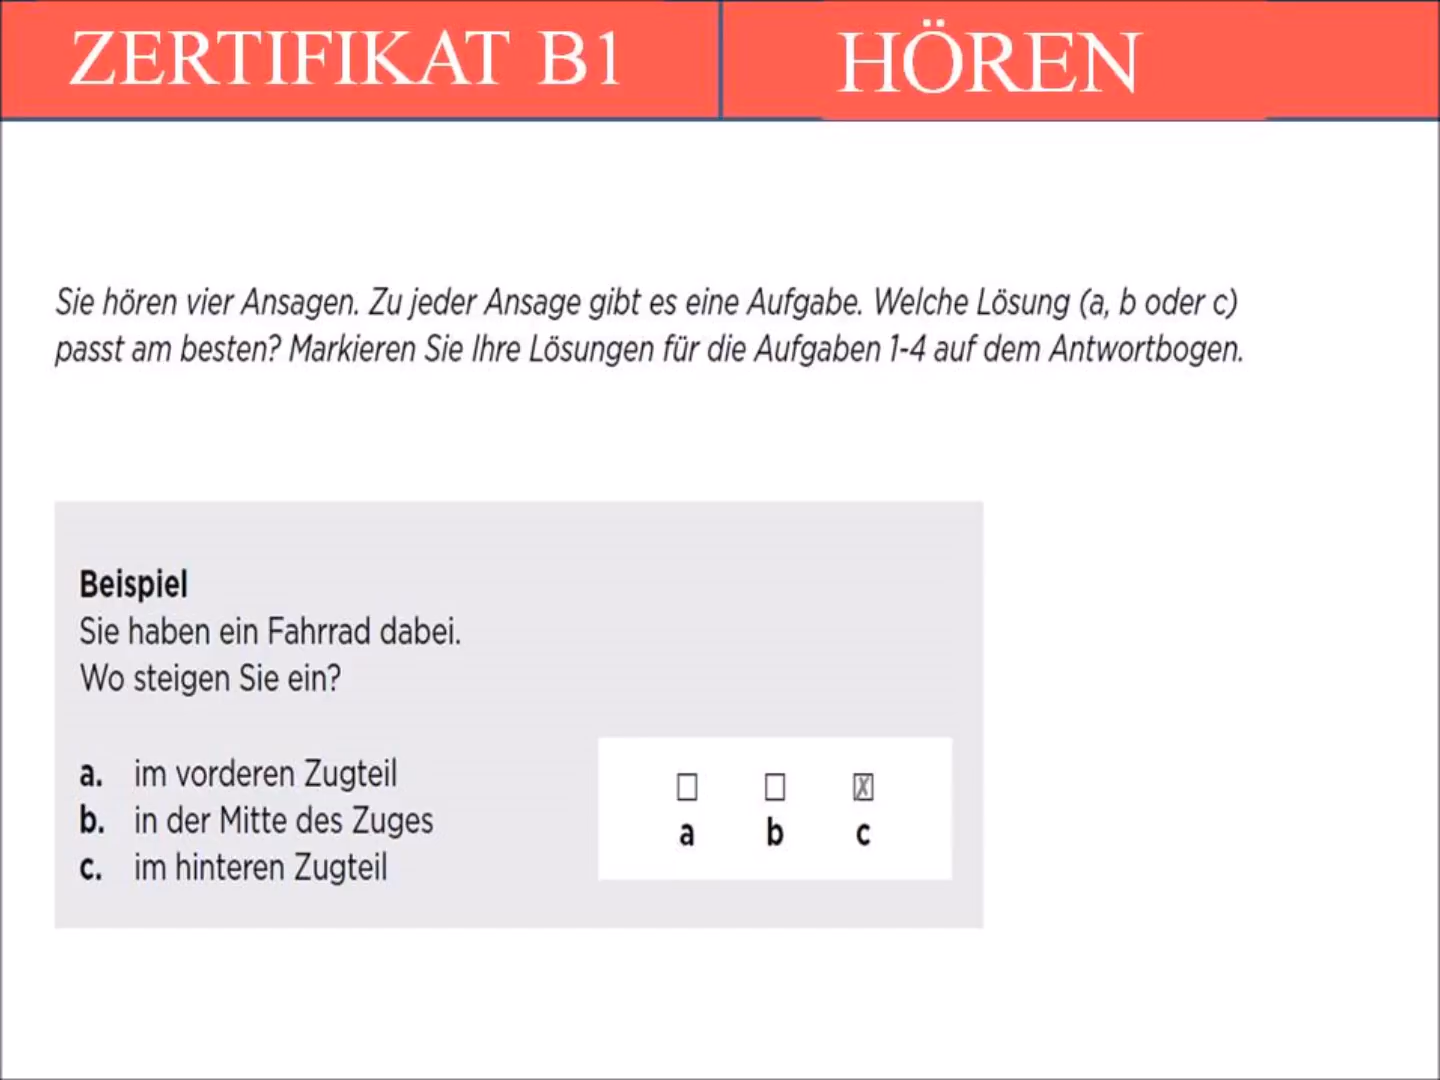 ZERTIFIKAT B1
HÖREN
Sie hören vier Ansagen. Zu jeder Ansage gibt es eine Aufgabe. Welche Lösung (a, b oder c)
passt am besten? Markieren Sie Ihre Lösungen für die Aufgaben 1-4 auf dem Antwortbogen.
Beispiel
Sie haben ein Fahrrad dabei.
Wo steigen Sie ein?
a. im vorderen Zugteil
b. in der Mitte des Zuges
c. im hinteren Zugteil
a b c